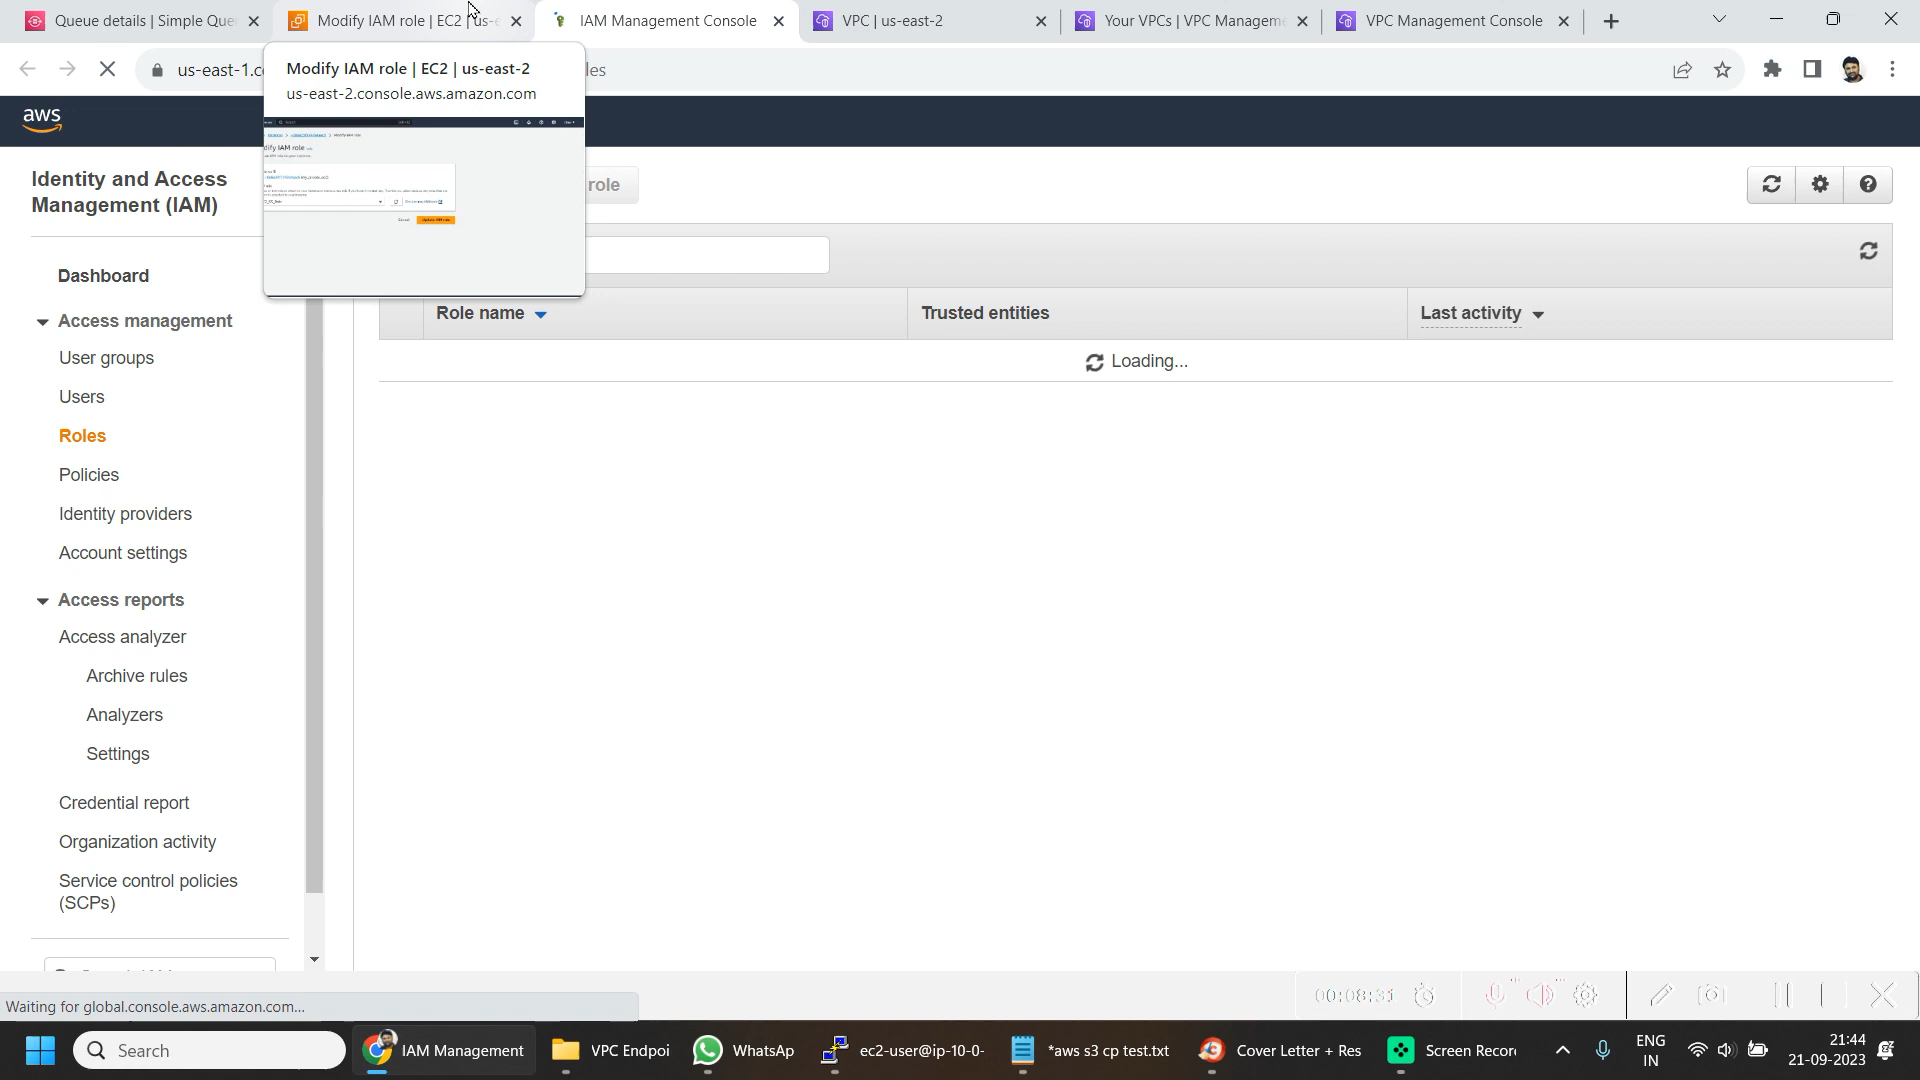 Queue details | Simple Que
Modify IAM role | EC2 | us-e
IAM Management Console
VPC | us-east-2
Your VPCs | VPC Managem
VPC Management Console
us-east-1.c
les
Modify IAM role | EC2 | us-east-2
us-east-2.console.aws.amazon.com
aws
Modify IAM role
Identity and Access
Management (IAM)
role
Dashboard
Role name
Trusted entities
Last activity
Access management
Loading...
User groups
Users
Roles
Policies
Identity providers
Account settings
Access reports
Access analyzer
Archive rules
Analyzers
Settings
Credential report
Organization activity
Service control policies
(SCPs)
Waiting for global.console.aws.amazon.com...
00:08:31
Search
IAM Management
VPC Endpoi
WhatsAp
ec2-user@ip-10-0-
*aws s3 cp test.txt
Cover Letter + Res
Screen Recor
ENG
IN
21:44
21-09-2023